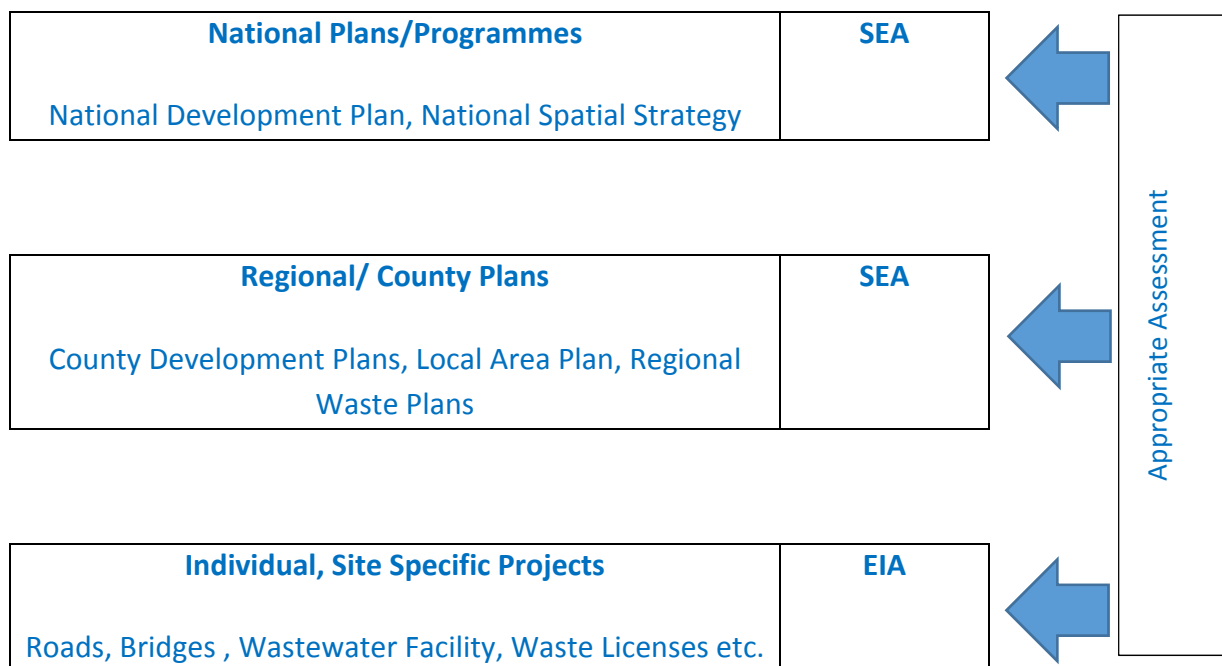 National Plans/Programmes
SEA
National Development Plan, National Spatial Strategy
Regional/ County Plans
SEA
County Development Plans, Local Area Plan, Regional
Waste Plans
Individual, Site Specific Projects
EIA
Roads, Bridges , Wastewater Facility, Waste Licenses etc.
Appropriate Assessment